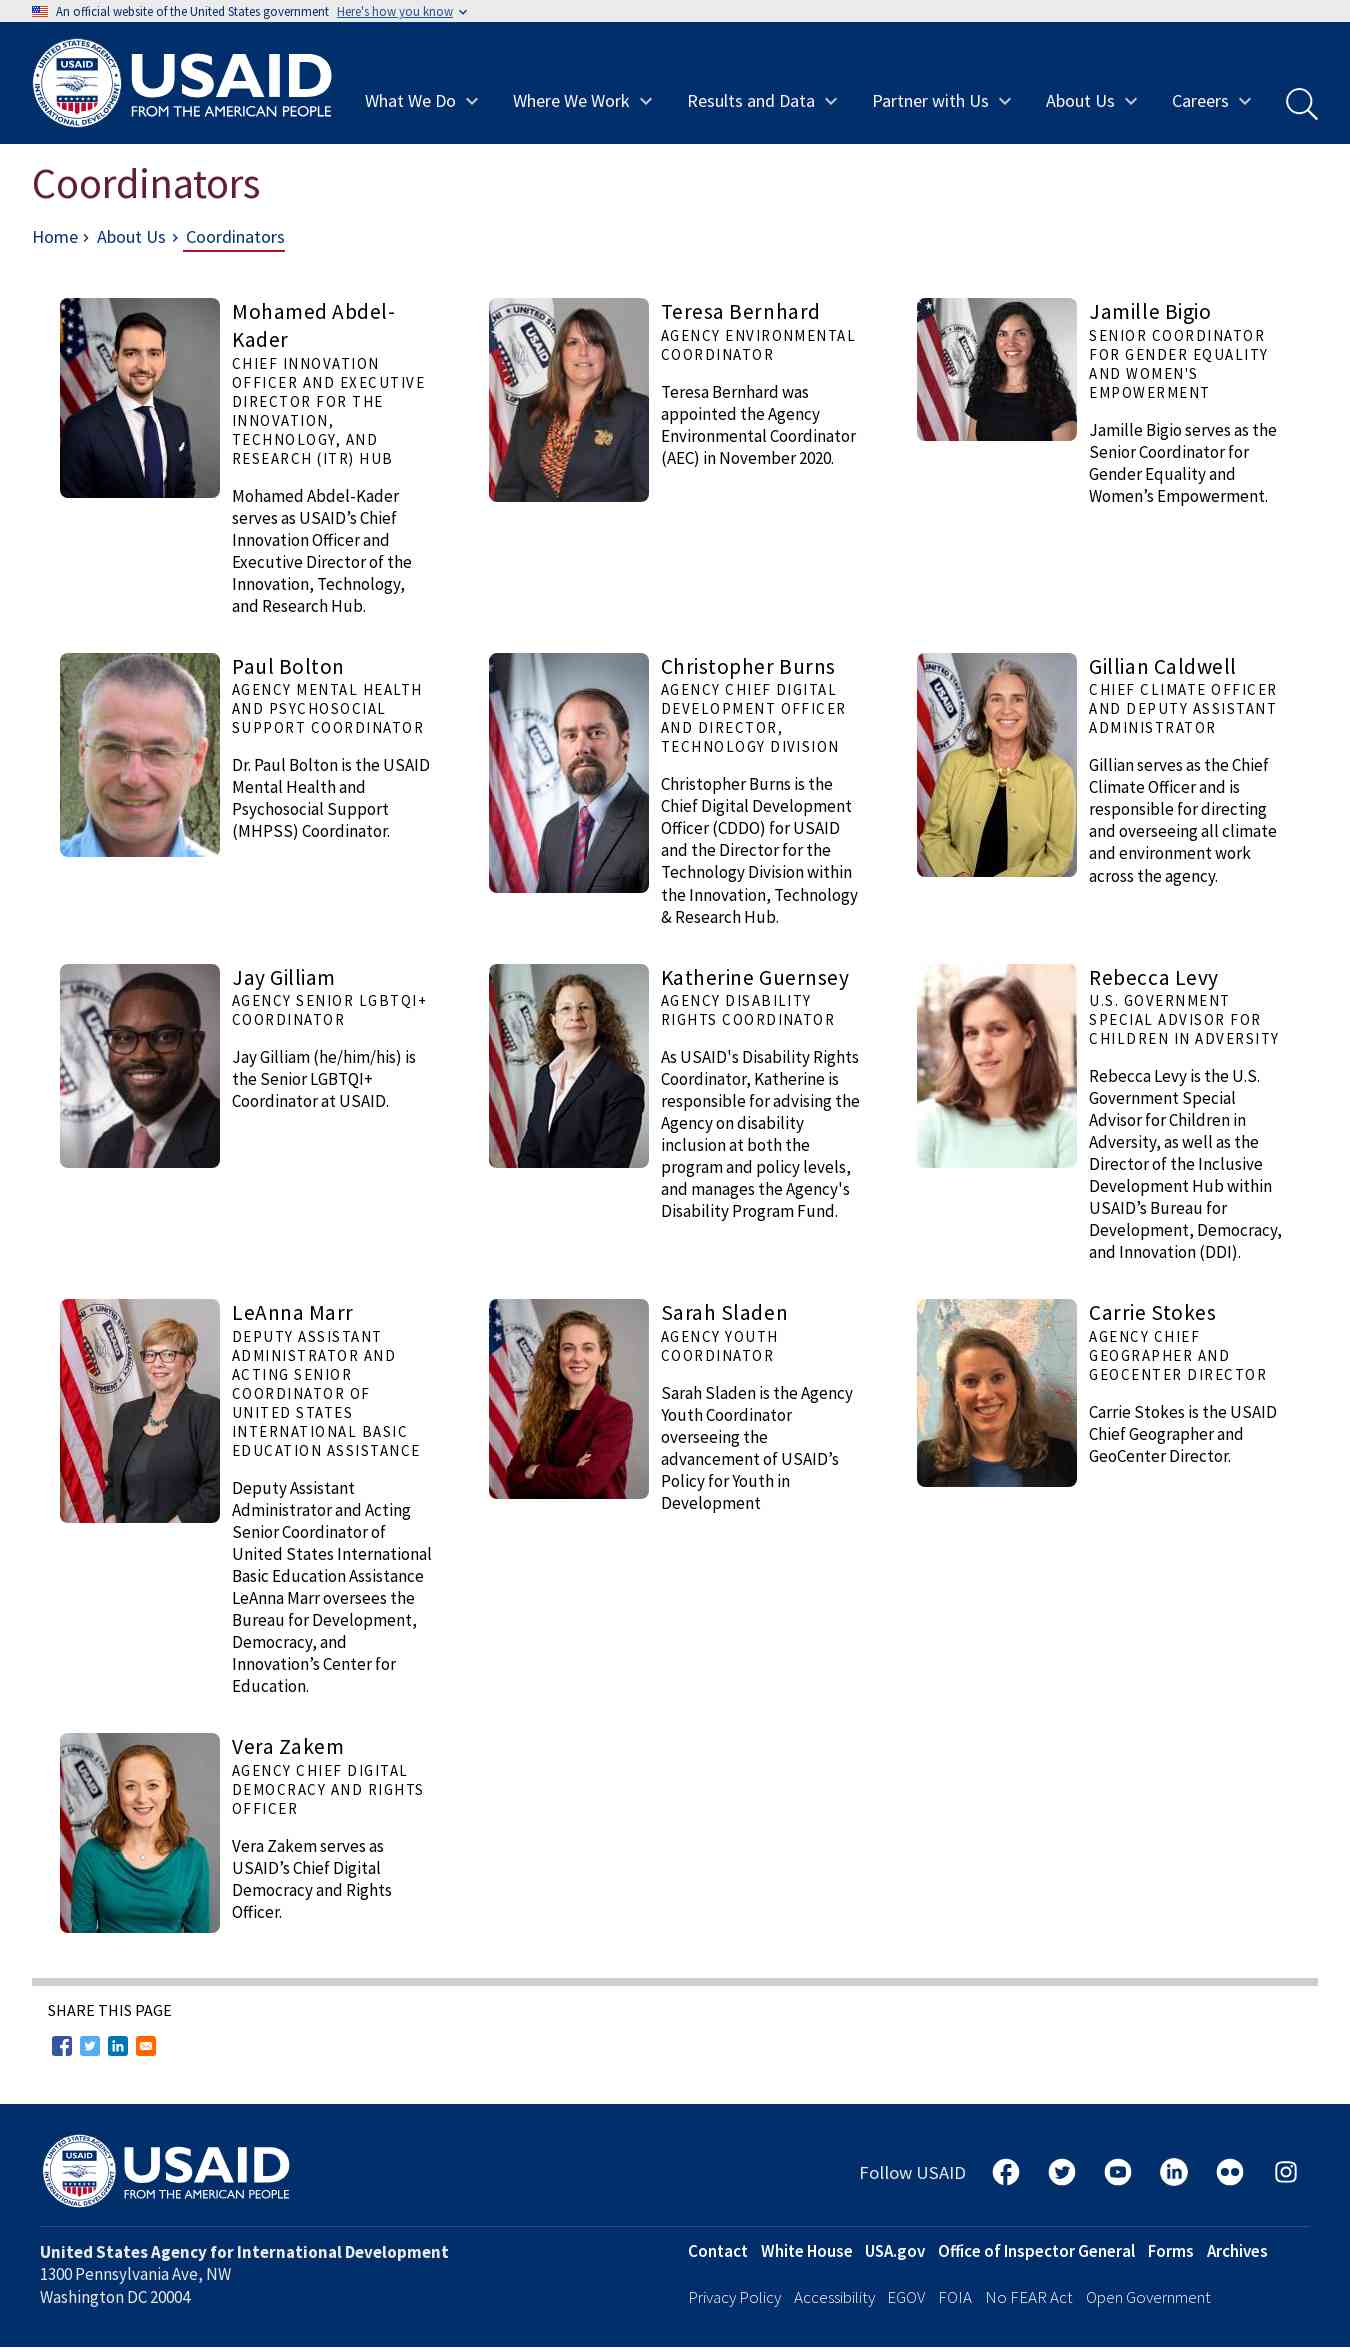 An official website of the United States government Here's how you know
USAID
FROM THE AMERICAN PEOPLE
What We Do
Where We Work
Results and Data
Partner with Us
About Us
Careers
Coordinators
Home › About Us › Coordinators
Mohamed Abdel-
Kader
CHIEF INNOVATION
OFFICER AND EXECUTIVE
DIRECTOR FOR THE
INNOVATION,
TECHNOLOGY, AND
RESEARCH (ITR) HUB
Mohamed Abdel-Kader
serves as USAID’s Chief
Innovation Officer and
Executive Director of the
Innovation, Technology,
and Research Hub.
Teresa Bernhard
AGENCY ENVIRONMENTAL
COORDINATOR
Teresa Bernhard was
appointed the Agency
Environmental Coordinator
(AEC) in November 2020.
Jamille Bigio
SENIOR COORDINATOR
FOR GENDER EQUALITY
AND WOMEN'S
EMPOWERMENT
Jamille Bigio serves as the
Senior Coordinator for
Gender Equality and
Women’s Empowerment.
Paul Bolton
AGENCY MENTAL HEALTH
AND PSYCHOSOCIAL
SUPPORT COORDINATOR
Dr. Paul Bolton is the USAID
Mental Health and
Psychosocial Support
(MHPSS) Coordinator.
Christopher Burns
AGENCY CHIEF DIGITAL
DEVELOPMENT OFFICER
AND DIRECTOR,
TECHNOLOGY DIVISION
Christopher Burns is the
Chief Digital Development
Officer (CDDO) for USAID
and the Director for the
Technology Division within
the Innovation, Technology
& Research Hub.
Gillian Caldwell
CHIEF CLIMATE OFFICER
AND DEPUTY ASSISTANT
ADMINISTRATOR
Gillian serves as the Chief
Climate Officer and is
responsible for directing
and overseeing all climate
and environment work
across the agency.
Jay Gilliam
AGENCY SENIOR LGBTQI+
COORDINATOR
Jay Gilliam (he/him/his) is
the Senior LGBTQI+
Coordinator at USAID.
Katherine Guernsey
AGENCY DISABILITY
RIGHTS COORDINATOR
As USAID's Disability Rights
Coordinator, Katherine is
responsible for advising the
Agency on disability
inclusion at both the
program and policy levels,
and manages the Agency's
Disability Program Fund.
Rebecca Levy
U.S. GOVERNMENT
SPECIAL ADVISOR FOR
CHILDREN IN ADVERSITY
Rebecca Levy is the U.S.
Government Special
Advisor for Children in
Adversity, as well as the
Director of the Inclusive
Development Hub within
USAID’s Bureau for
Development, Democracy,
and Innovation (DDI).
LeAnna Marr
DEPUTY ASSISTANT
ADMINISTRATOR AND
ACTING SENIOR
COORDINATOR OF
UNITED STATES
INTERNATIONAL BASIC
EDUCATION ASSISTANCE
Deputy Assistant
Administrator and Acting
Senior Coordinator of
United States International
Basic Education Assistance
LeAnna Marr oversees the
Bureau for Development,
Democracy, and
Innovation’s Center for
Education.
Sarah Sladen
AGENCY YOUTH
COORDINATOR
Sarah Sladen is the Agency
Youth Coordinator
overseeing the
advancement of USAID’s
Policy for Youth in
Development
Carrie Stokes
AGENCY CHIEF
GEOGRAPHER AND
GEOCENTER DIRECTOR
Carrie Stokes is the USAID
Chief Geographer and
GeoCenter Director.
Vera Zakem
AGENCY CHIEF DIGITAL
DEMOCRACY AND RIGHTS
OFFICER
Vera Zakem serves as
USAID’s Chief Digital
Democracy and Rights
Officer.
SHARE THIS PAGE
USAID
FROM THE AMERICAN PEOPLE
Follow USAID
United States Agency for International Development
1300 Pennsylvania Ave, NW
Washington DC 20004
Contact White House USA.gov Office of Inspector General Forms Archives
Privacy Policy Accessibility EGOV FOIA No FEAR Act Open Government